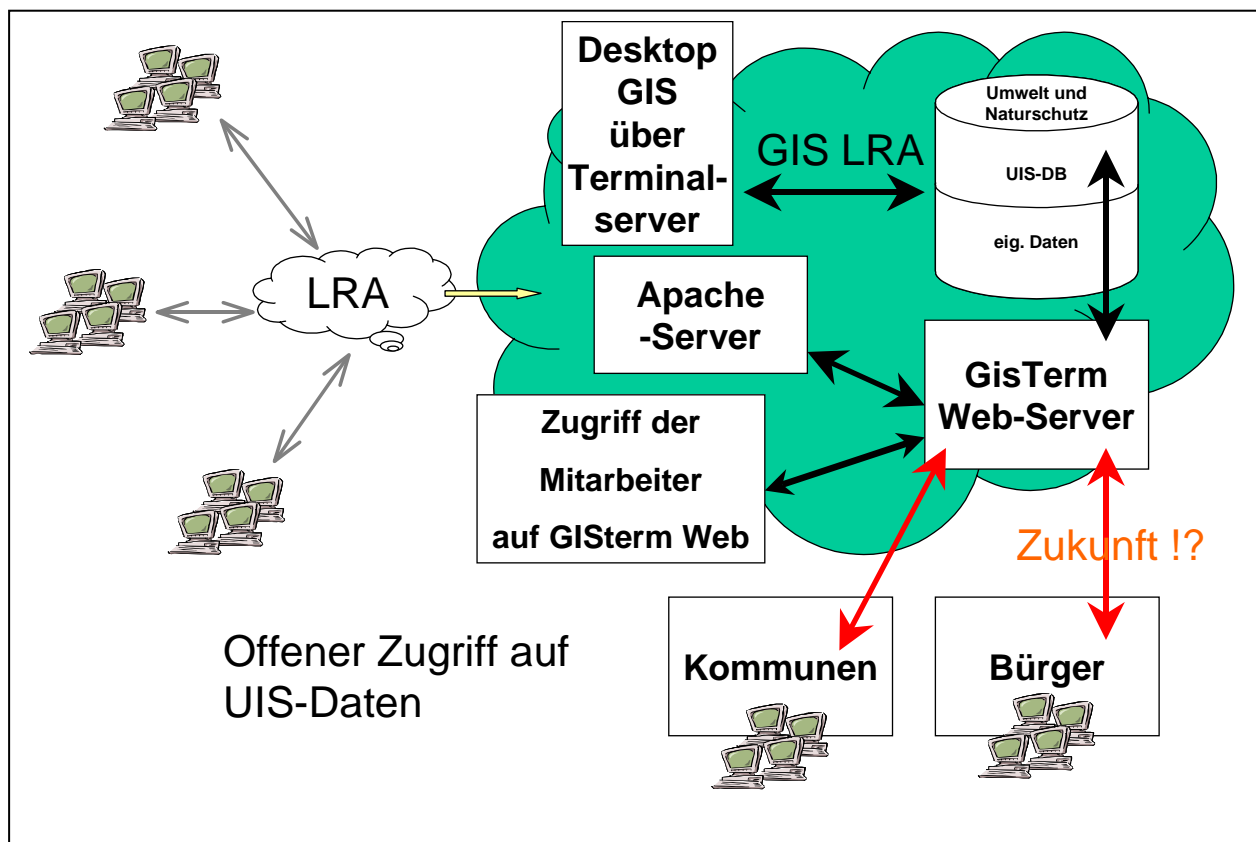 Desktop
GIS
über
Terminal-
server
Umwelt und
Naturschutz
GIS LRA
UIS-DB
eig. Daten
LRA
Apache
-Server
GisTerm
Web-Server
Zugriff der
Mitarbeiter
auf GISterm Web
Zukunft !?
Offener Zugriff auf
UIS-Daten
Kommunen
Bürger